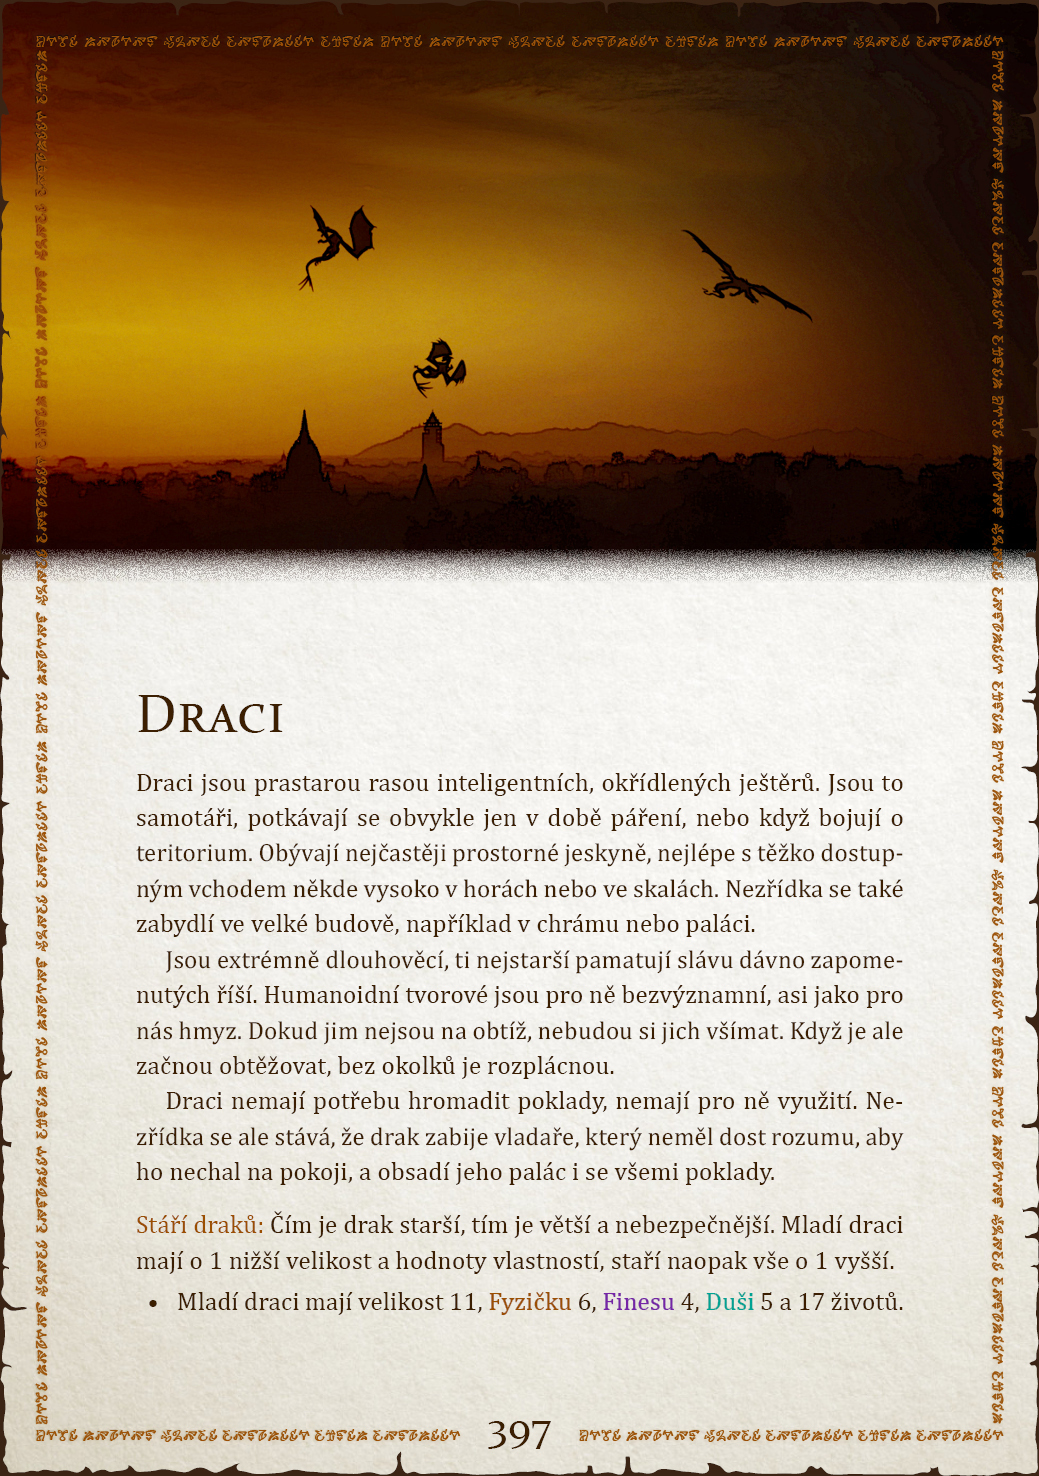 Draci
Draci jsou prastarou rasou inteligentních, okřídlených ještěrů. Jsou to
samotáři, potkávají se obvykle jen v době páření, nebo když bojují o
teritorium. Obývají nejčastěji prostorné jeskyně, nejlépe s těžko dostup-
ným vchodem někde vysoko v horách nebo ve skalách. Nezřídka se také
zabydlí ve velké budově, například v chrámu nebo paláci.
Jsou extrémně dlouhověcí, ti nejstarší pamatují slávu dávno zapome-
nutých říší. Humanoidní tvorové jsou pro ně bezvýznamní, asi jako pro
nás hmyz. Dokud jim nejsou na obtíž, nebudou si jich všímat. Když je ale
začnou obtěžovat, bez okolků je rozplácnou.
Draci nemají potřebu hromadit poklady, nemají pro ně využití. Ne-
zřídka se ale stává, že drak zabije vladaře, který neměl dost rozumu, aby
ho nechal na pokoji, a obsadí jeho palác i se všemi poklady.
Stáří draků: Čím je drak starší, tím je větší a nebezpečnější. Mladí draci
mají o 1 nižší velikost a hodnoty vlastností, staří naopak vše o 1 vyšší.
• Mladí draci mají velikost 11, Fyzičku 6, Finesu 4, Duši 5 a 17 životů.
397